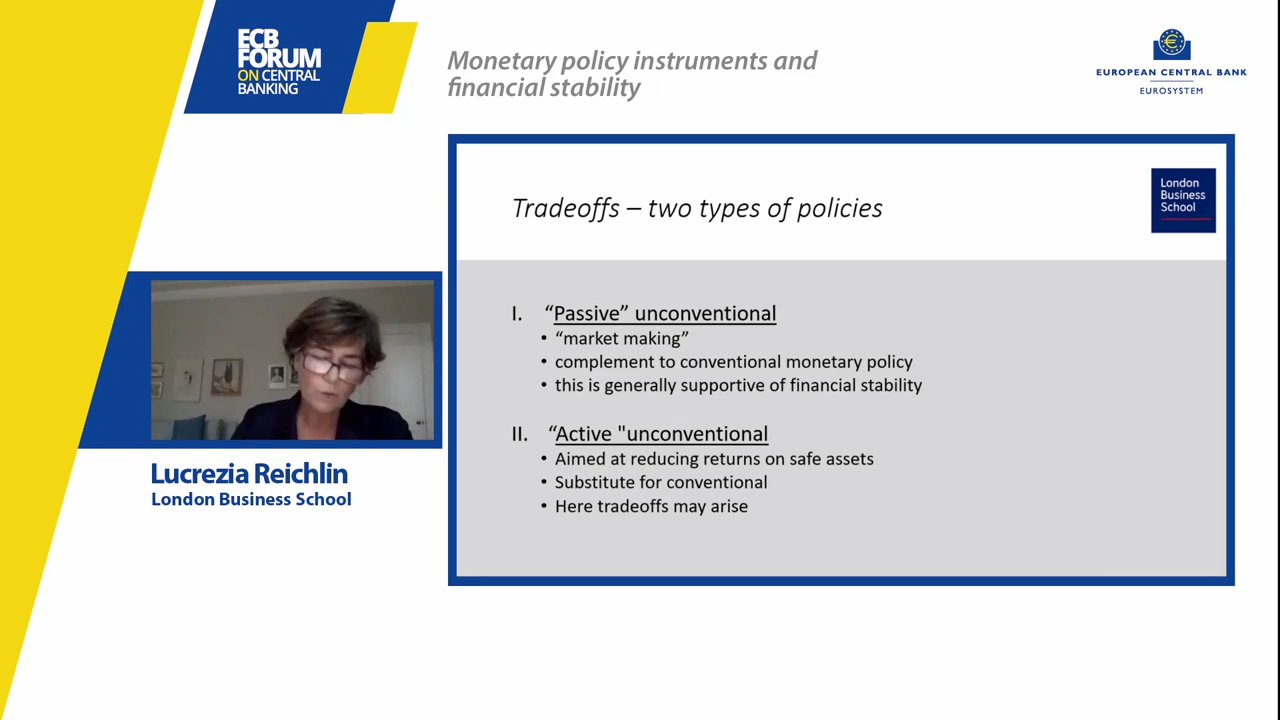 ECB
FORUM
ON CENTRAL
BANKING
Monetary policy instruments and
financial stability
EUROPEAN CENTRAL BANK
EUROSYSTEM
Tradeoffs – two types of policies
London
Business
School
I. “Passive” unconventional
• “market making”
• complement to conventional monetary policy
• this is generally supportive of financial stability
II. “Active "unconventional
• Aimed at reducing returns on safe assets
• Substitute for conventional
• Here tradeoffs may arise
Lucrezia Reichlin
London Business School